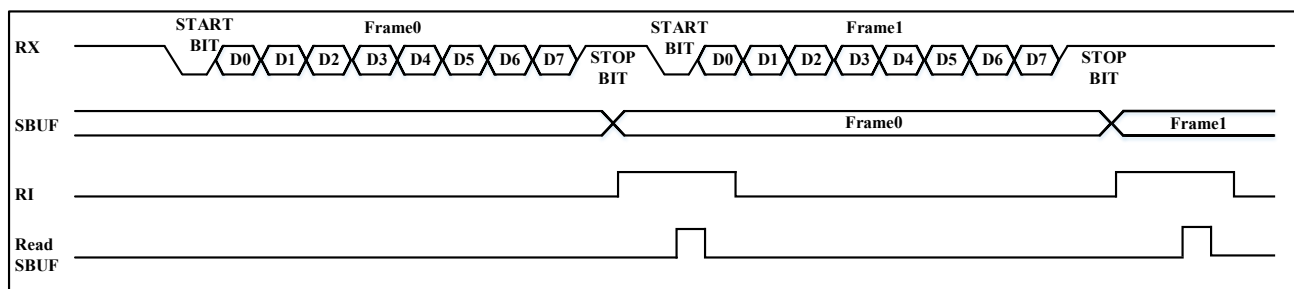 START BIT Frame0 START BIT Frame1
RX D0 D1 D2 D3 D4 D5 D6 D7 STOP BIT D0 D1 D2 D3 D4 D5 D6 D7 STOP BIT
SBUF Frame0 Frame1
RI
Read
SBUF